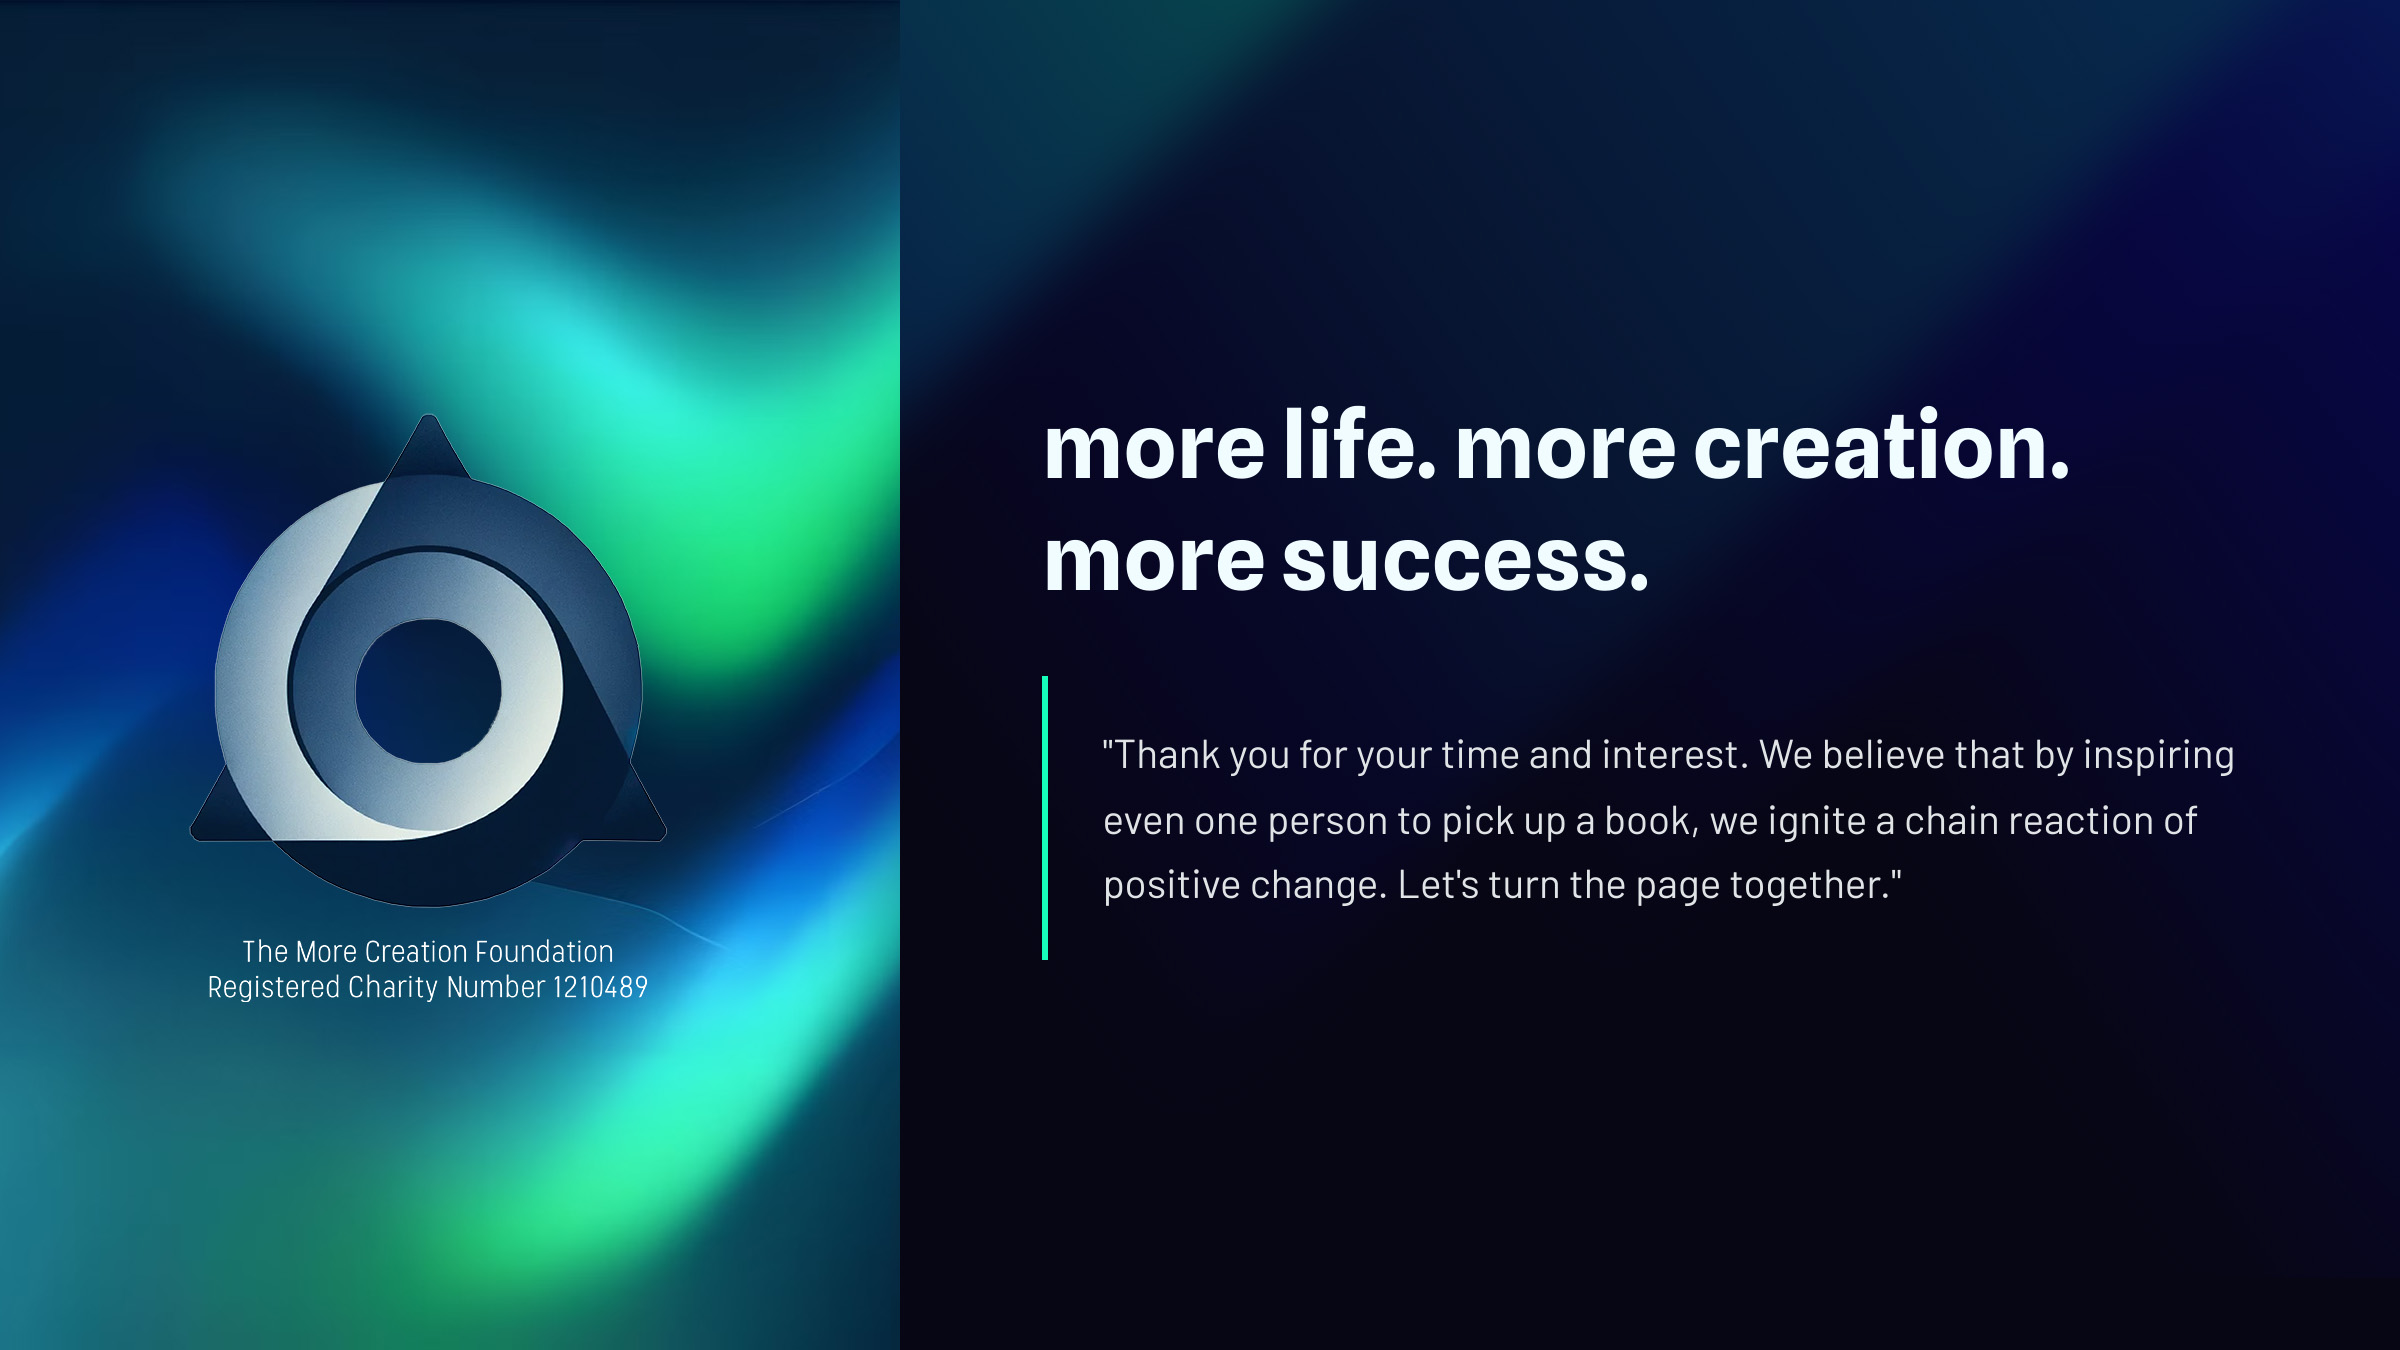 The More Creation Foundation
Registered Charity Number 1210489
more life. more creation.
more success.
"Thank you for your time and interest. We believe that by inspiring
even one person to pick up a book, we ignite a chain reaction of
positive change. Let's turn the page together."